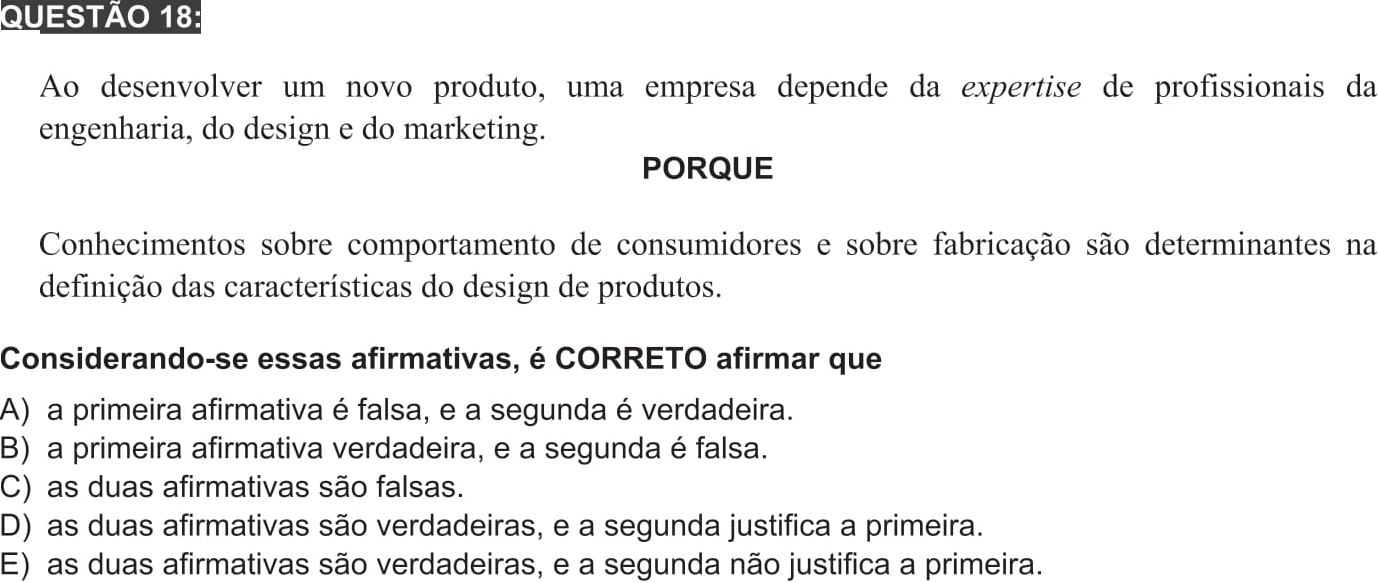 QUESTÃO 18:
Ao desenvolver um novo produto, uma empresa depende da expertise de profissionais da
engenharia, do design e do marketing.
PORQUE
Conhecimentos sobre comportamento de consumidores e sobre fabricação são determinantes na
definição das características do design de produtos.
Considerando-se essas afirmativas, é CORRETO afirmar que
A) a primeira afirmativa é falsa, e a segunda é verdadeira.
B) a primeira afirmativa verdadeira, e a segunda é falsa.
C) as duas afirmativas são falsas.
D) as duas afirmativas são verdadeiras, e a segunda justifica a primeira.
E) as duas afirmativas são verdadeiras, e a segunda não justifica a primeira.